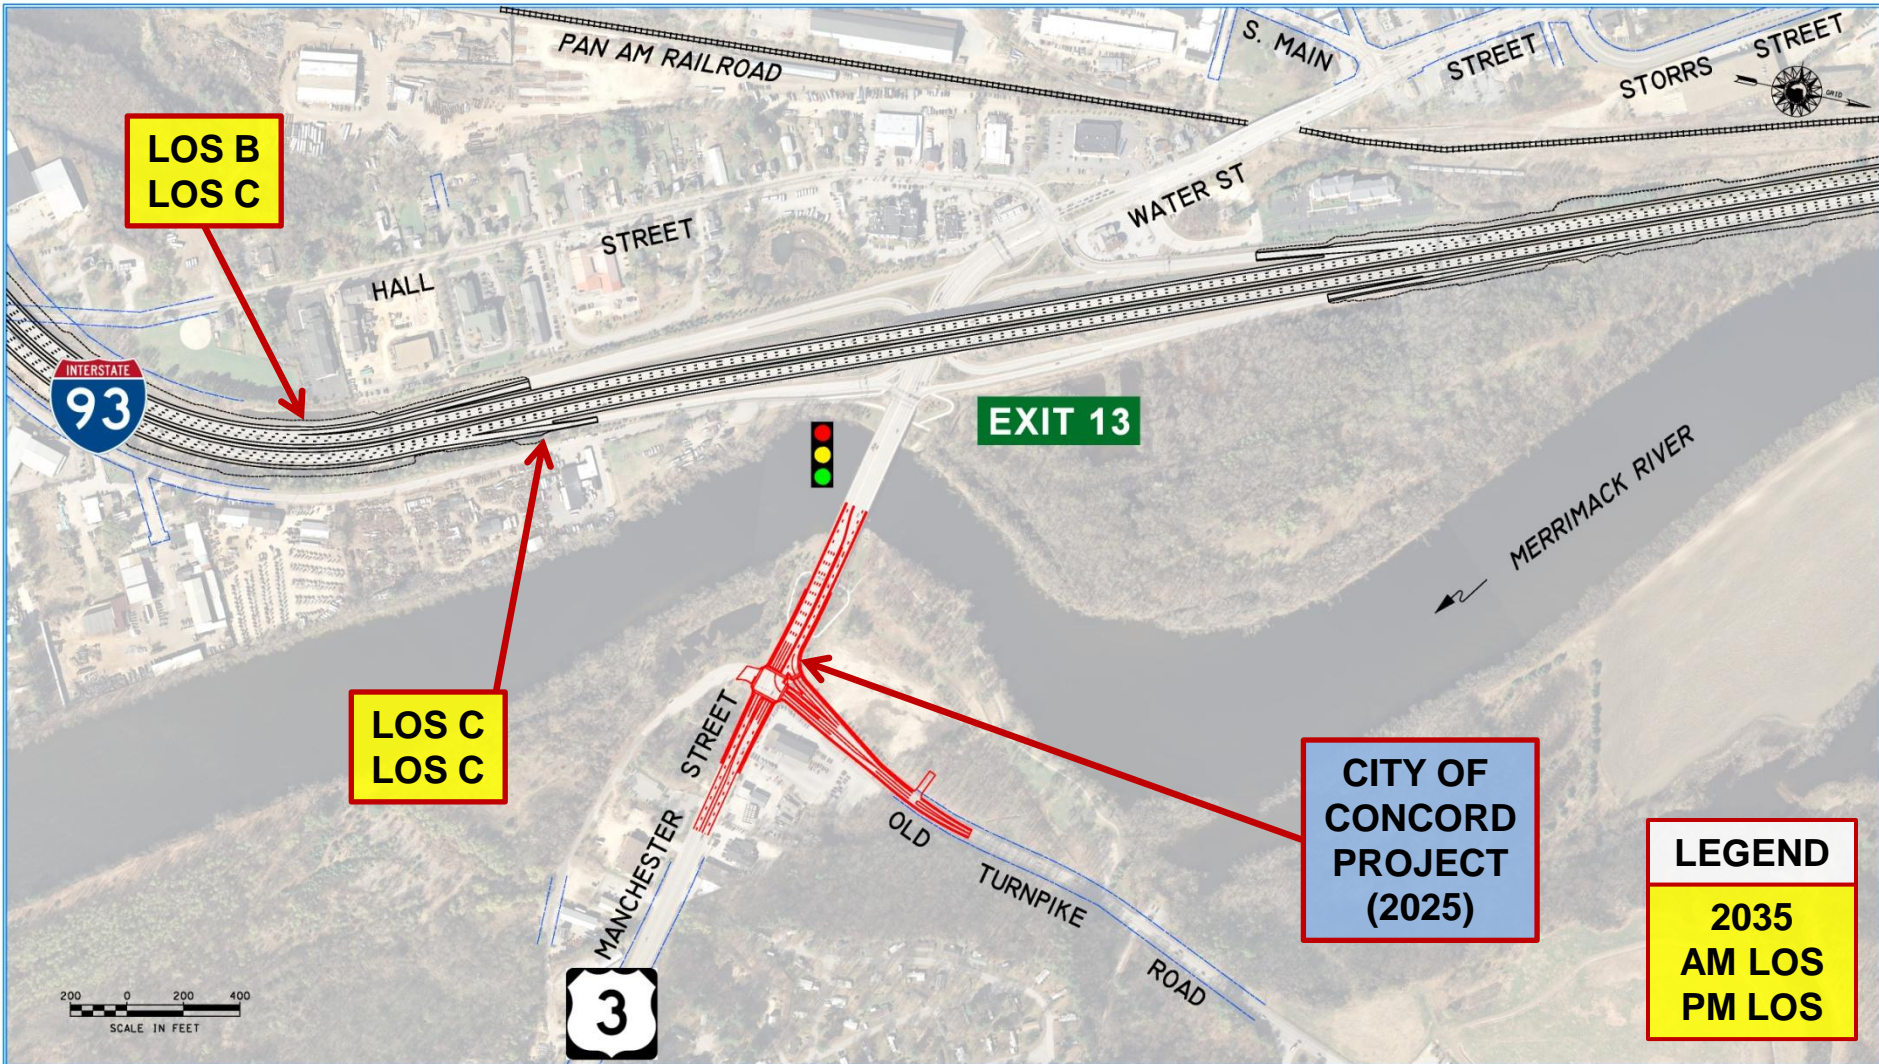 PAN AM RAILROAD
S. MAIN
STREET
STORRS
STREET
GRID
LOS B
LOS C
WATER ST
HALL
STREET
INTERSTATE
93
EXIT 13
MERRIMACK RIVER
LOS C
LOS C
MANCHESTER
STREET
OLD
TURNPIKE
ROAD
CITY OF
CONCORD
PROJECT
(2025)
LEGEND
2035
AM LOS
PM LOS
3
200 0 200 400
SCALE IN FEET